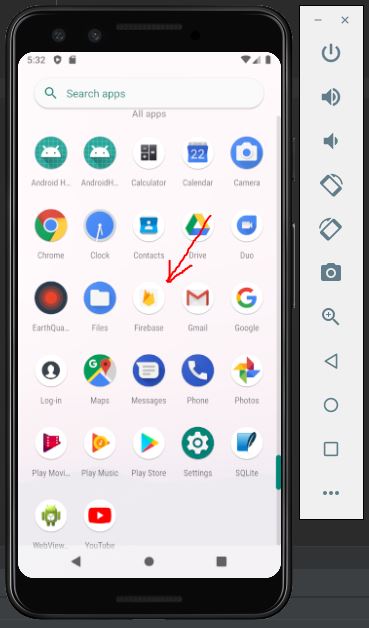 5:32
Search apps
All apps
Android H...
AndroidH...
Calculator
Calendar
Camera
Chrome
Clock
Contacts
Drive
Duo
EarthQua...
Files
Firebase
Gmail
Google
Log-in
Maps
Messages
Phone
Photos
Play Movi...
Play Music
Play Store
Settings
SQLite
WebView...
YouTube
22